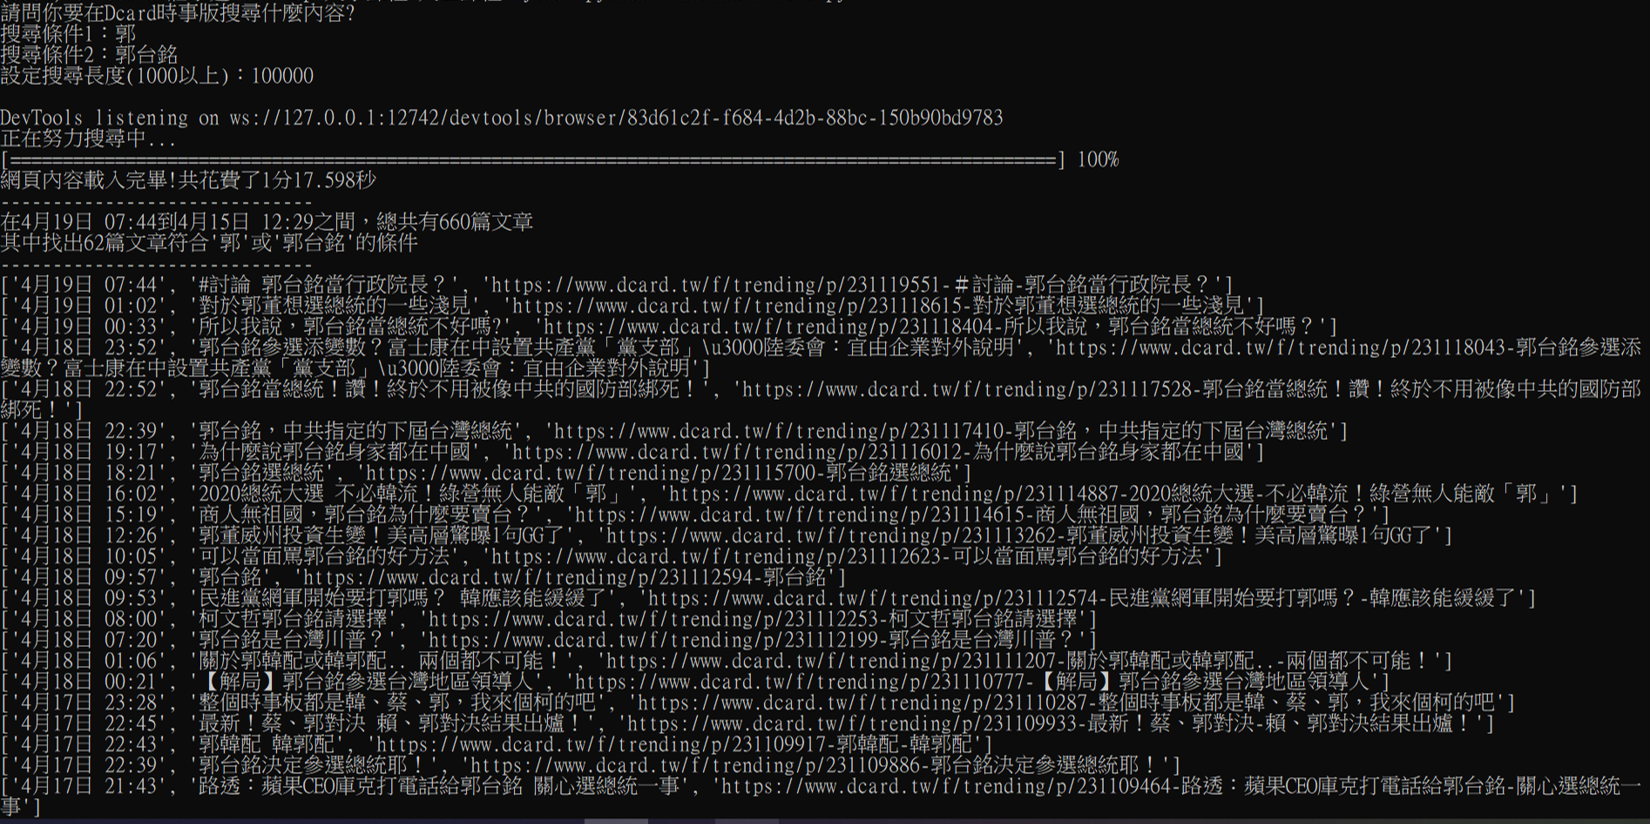 請問你要在Dcard時事版搜尋什麼內容?
搜尋條件1：郭
搜尋條件2：郭台銘
設定搜尋長度(1000以上)：100000
DevTools listening on ws://127.0.0.1:12742/devtools/browser/83d61c2f-f684-4d2b-88bc-150b90bd9783
正在努力搜尋中...
[====================================================================================================] 100%
網頁內容載入完畢!共花費了1分17.598秒
------------------------------
在4月19日 07:44到4月15日 12:29之間，總共有660篇文章
其中找出62篇文章符合'郭'或'郭台銘'的條件
------------------------------
['4月19日 07:44', '#討論 郭台銘當行政院長？', 'https://www.dcard.tw/f/trending/p/231119551-＃討論-郭台銘當行政院長？']
['4月19日 01:02', '對於郭董想選總統的一些淺見', 'https://www.dcard.tw/f/trending/p/231118615-對於郭董想選總統的一些淺見']
['4月19日 00:33', '所以我說，郭台銘當總統不好嗎?', 'https://www.dcard.tw/f/trending/p/231118404-所以我說，郭台銘當總統不好嗎？']
['4月18日 23:52', '郭台銘參選添變數？富士康在中設置共產黨「黨支部」\u3000陸委會：宜由企業對外說明', 'https://www.dcard.tw/f/trending/p/231118043-郭台銘參選添
變數？富士康在中設置共產黨「黨支部」\u3000陸委會：宜由企業對外說明']
['4月18日 22:52', '郭台銘當總統！讚！終於不用被像中共的國防部綁死！', 'https://www.dcard.tw/f/trending/p/231117528-郭台銘當總統！讚！終於不用被像中共的國防部
綁死！']
['4月18日 22:39', '郭台銘，中共指定的下屆台灣總統', 'https://www.dcard.tw/f/trending/p/231117410-郭台銘，中共指定的下屆台灣總統']
['4月18日 19:17', '為什麼說郭台銘身家都在中國', 'https://www.dcard.tw/f/trending/p/231116012-為什麼說郭台銘身家都在中國']
['4月18日 18:21', '郭台銘選總統', 'https://www.dcard.tw/f/trending/p/231115700-郭台銘選總統']
['4月18日 16:02', '2020總統大選 不必韓流！綠營無人能敵「郭」', 'https://www.dcard.tw/f/trending/p/231114887-2020總統大選-不必韓流！綠營無人能敵「郭」']
['4月18日 15:19', '商人無祖國，郭台銘為什麼要賣台？', 'https://www.dcard.tw/f/trending/p/231114615-商人無祖國，郭台銘為什麼要賣台？']
['4月18日 12:26', '郭董威州投資生變！美高層驚曝1句GG了', 'https://www.dcard.tw/f/trending/p/231113262-郭董威州投資生變！美高層驚曝1句GG了']
['4月18日 10:05', '可以當面罵郭台銘的好方法', 'https://www.dcard.tw/f/trending/p/231112623-可以當面罵郭台銘的好方法']
['4月18日 09:57', '郭台銘', 'https://www.dcard.tw/f/trending/p/231112594-郭台銘']
['4月18日 09:53', '民進黨網軍開始要打郭嗎？ 韓應該能緩緩了', 'https://www.dcard.tw/f/trending/p/231112574-民進黨網軍開始要打郭嗎？-韓應該能緩緩了']
['4月18日 08:00', '柯文哲郭台銘請選擇', 'https://www.dcard.tw/f/trending/p/231112253-柯文哲郭台銘請選擇']
['4月18日 07:20', '郭台銘是台灣川普？', 'https://www.dcard.tw/f/trending/p/231112199-郭台銘是台灣川普？']
['4月18日 01:06', '關於郭韓配或韓郭配.. 兩個都不可能！', 'https://www.dcard.tw/f/trending/p/231111207-關於郭韓配或韓郭配..-兩個都不可能！']
['4月18日 00:21', '【解局】郭台銘參選台灣地區領導人', 'https://www.dcard.tw/f/trending/p/231110777-【解局】郭台銘參選台灣地區領導人']
['4月17日 23:28', '整個時事板都是韓、蔡、郭，我來個柯的吧', 'https://www.dcard.tw/f/trending/p/231110287-整個時事板都是韓、蔡、郭，我來個柯的吧']
['4月17日 22:45', '最新！蔡、郭對決 賴、郭對決結果出爐！', 'https://www.dcard.tw/f/trending/p/231109933-最新！蔡、郭對決-賴、郭對決結果出爐！']
['4月17日 22:43', '郭韓配 韓郭配', 'https://www.dcard.tw/f/trending/p/231109917-郭韓配-韓郭配']
['4月17日 22:39', '郭台銘決定參選總統耶！', 'https://www.dcard.tw/f/trending/p/231109886-郭台銘決定參選總統耶！']
['4月17日 21:43', '路透：蘋果CEO庫克打電話給郭台銘 關心選總統一事', 'https://www.dcard.tw/f/trending/p/231109464-路透：蘋果CEO庫克打電話給郭台銘-關心選總統一
事']